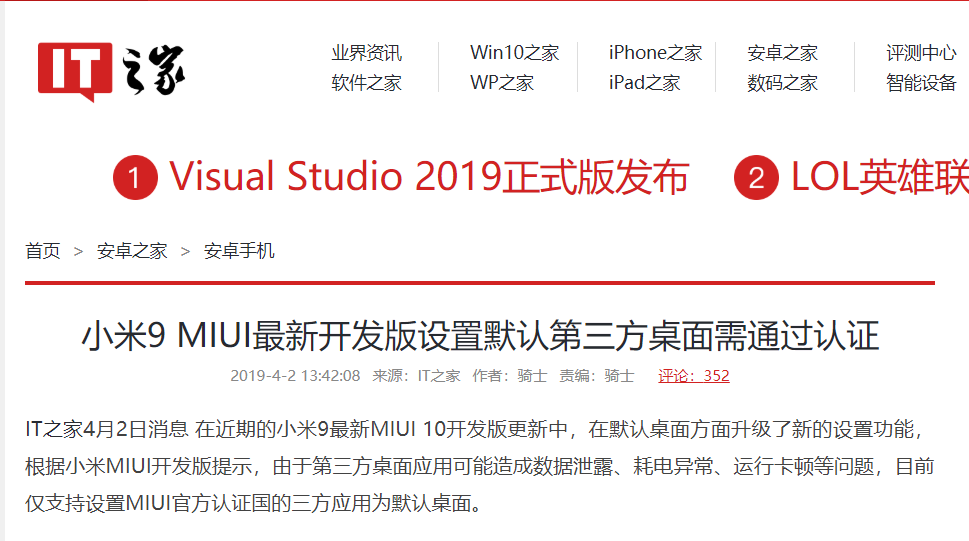 IT之家
业界资讯 Win10之家 iPhone之家 安卓之家 评测中心
软件之家 WP之家 iPad之家 数码之家 智能设备
1 Visual Studio 2019正式版发布 2 LOL英雄联
首页 > 安卓之家 > 安卓手机
小米9 MIUI最新开发版设置默认第三方桌面需通过认证
2019-4-2 13:42:08 来源：IT之家 作者：骑士 责编：骑士 评论：352
IT之家4月2日消息 在近期的小米9最新MIUI 10开发版更新中，在默认桌面方面升级了新的设置功能，
根据小米MIUI开发版提示，由于第三方桌面应用可能造成数据泄露、耗电异常、运行卡顿等问题，目前
仅支持设置MIUI官方认证国的三方应用为默认桌面。